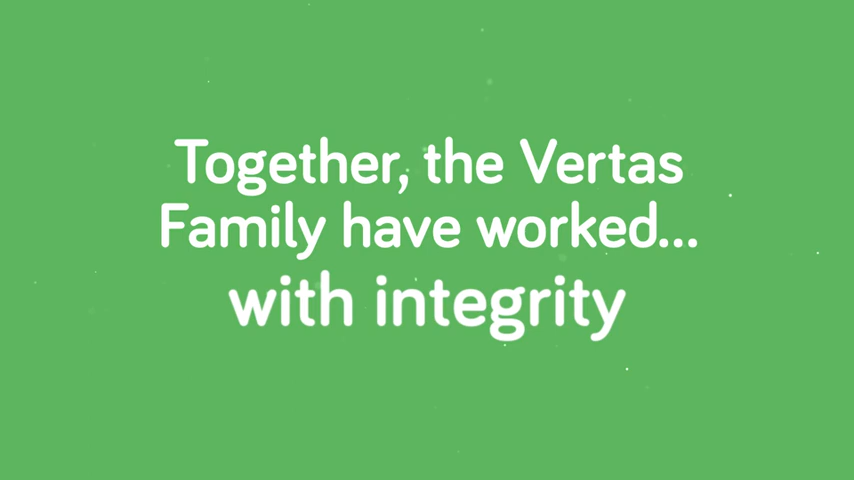 Together, the Vertas
Family have worked...
with integrity